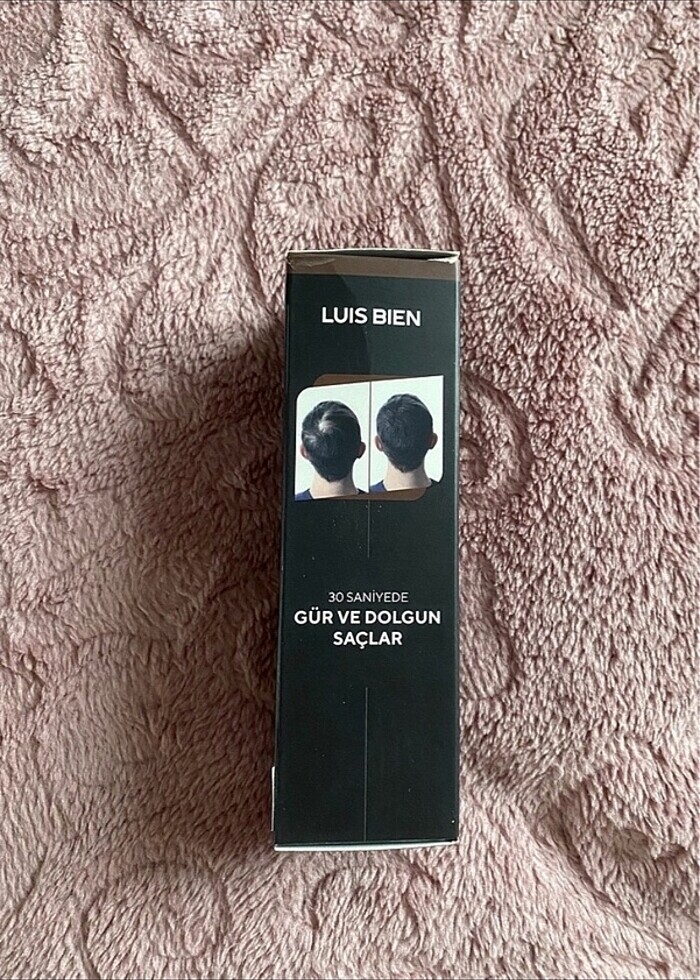 LUIS BIEN
30 SANİYEDE
GÜR VE DOLGUN
SAÇLAR